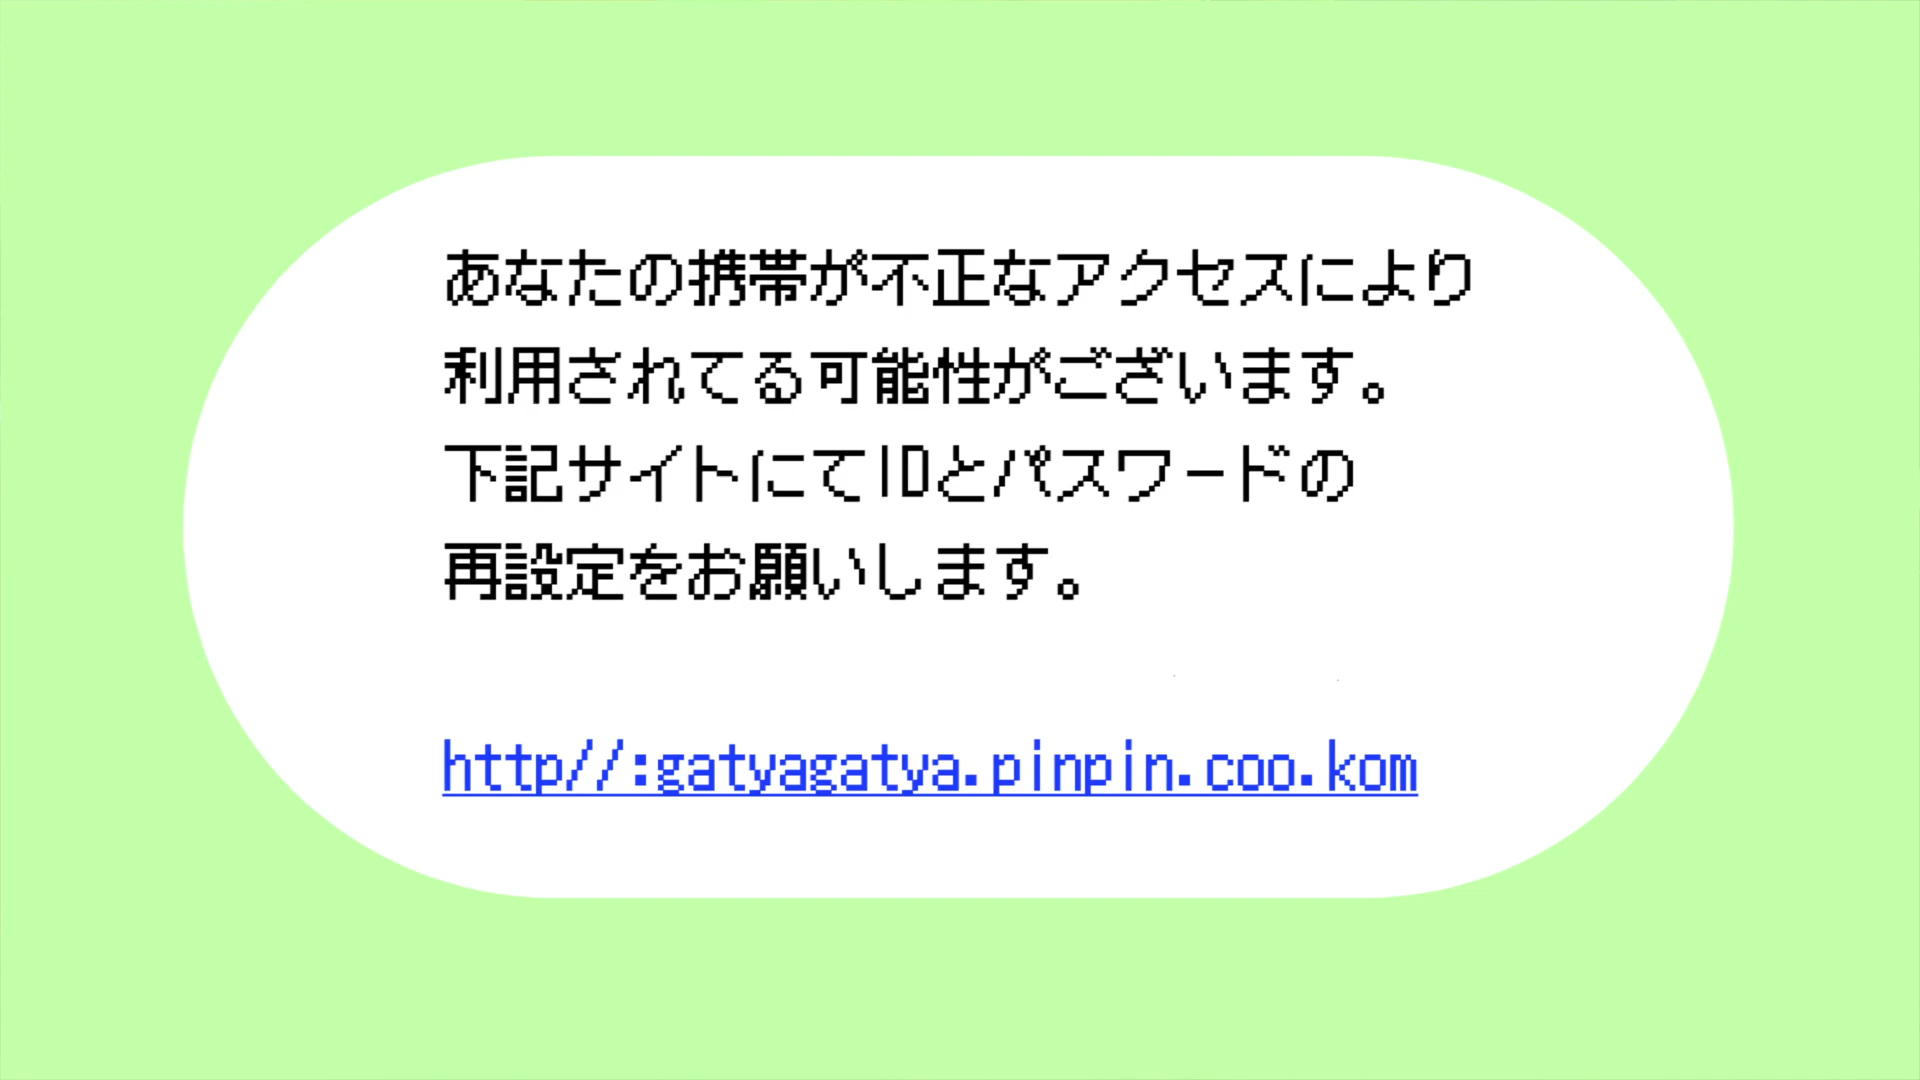 あなたの携帯が不正なアクセスにより
利用されてる可能性がございます。
下記サイトにてIDとパスワードの
再設定をお願いします。
http//:gatyagatya.pinpin.coo.kom